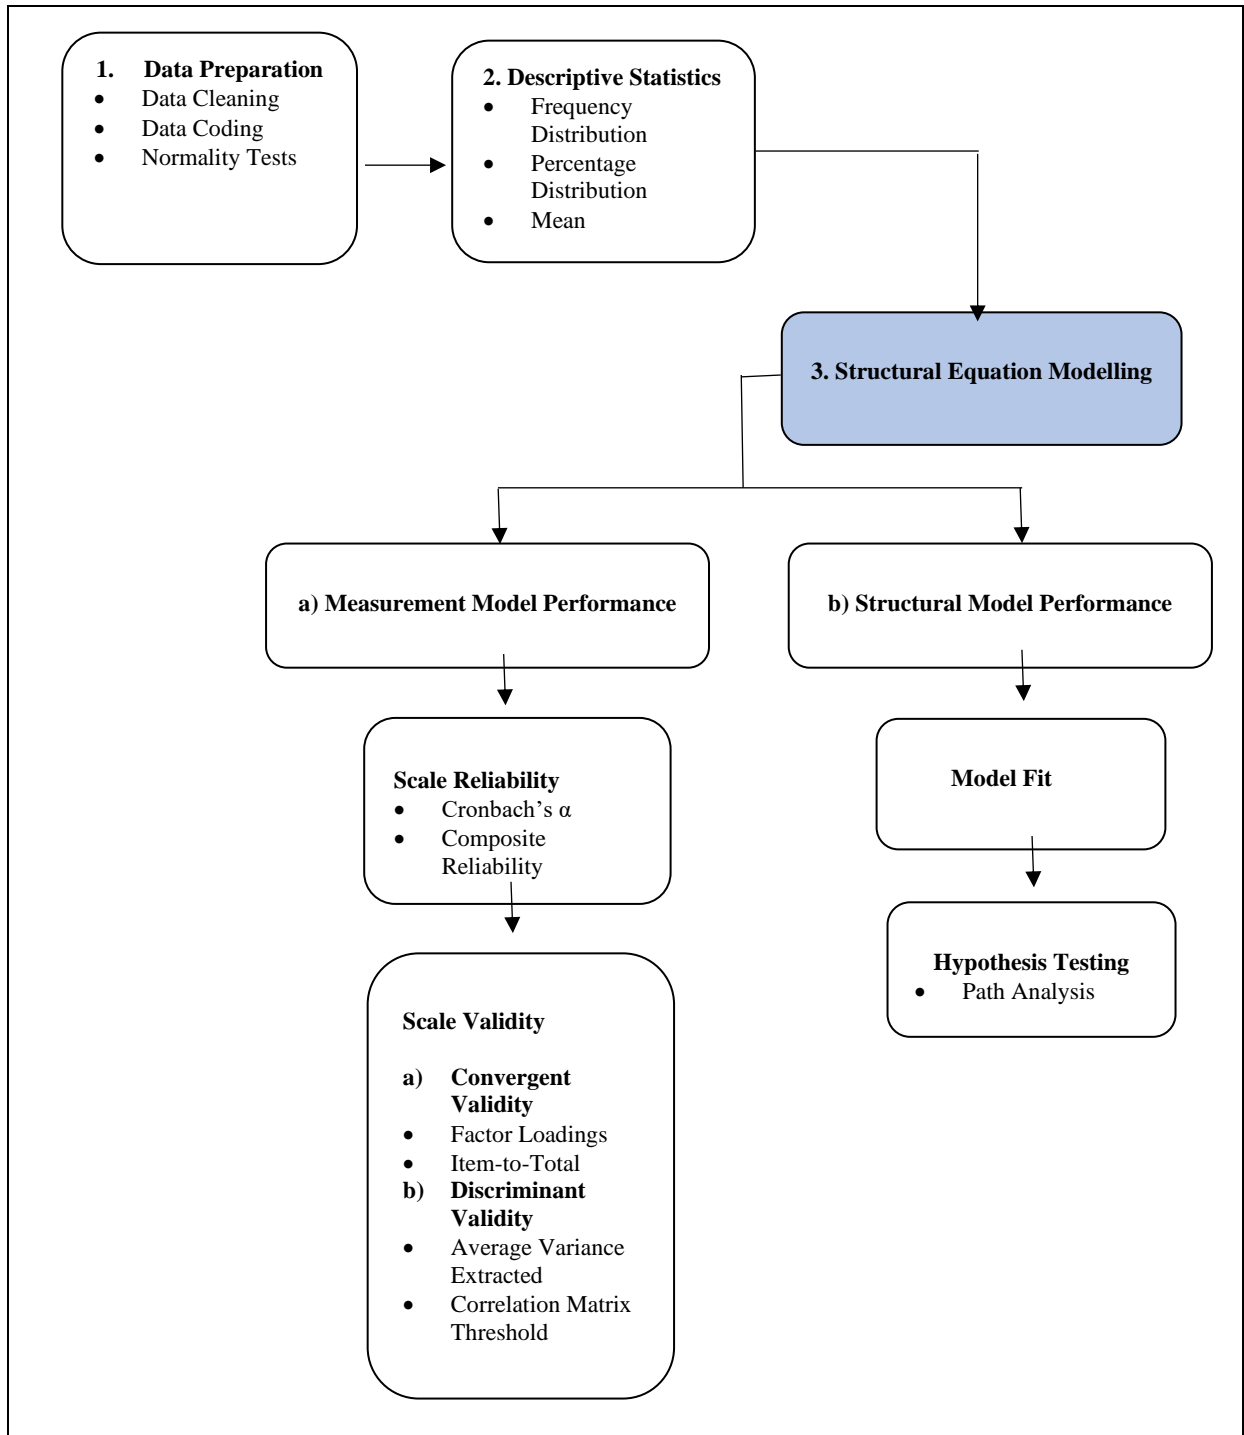 1. Data Preparation
• Data Cleaning
• Data Coding
• Normality Tests
2. Descriptive Statistics
• Frequency
Distribution
• Percentage
Distribution
• Mean
3. Structural Equation Modelling
a) Measurement Model Performance
b) Structural Model Performance
Scale Reliability
• Cronbach’s α
• Composite
Reliability
Model Fit
Hypothesis Testing
• Path Analysis
Scale Validity
a) Convergent
Validity
• Factor Loadings
• Item-to-Total
b) Discriminant
Validity
• Average Variance
Extracted
• Correlation Matrix
Threshold